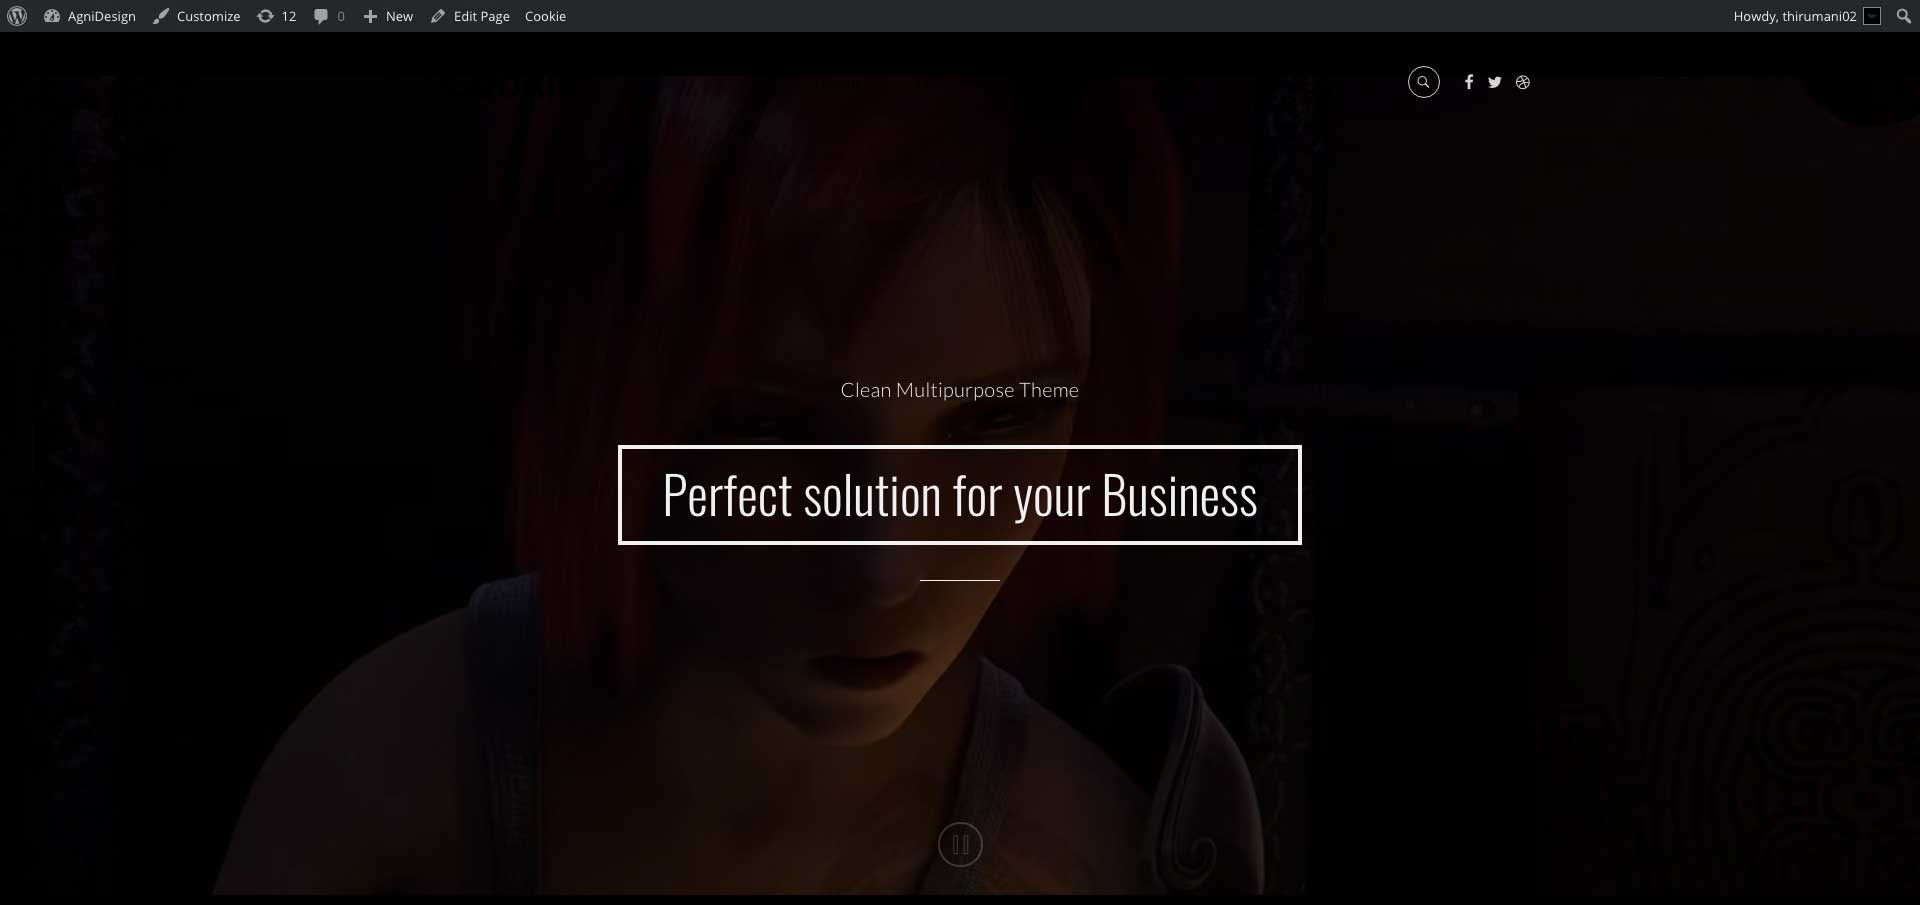 AgniDesign Customize 12 0 New Edit Page Cookie Howdy, thirumani02
Clean Multipurpose Theme
Perfect solution for your Business